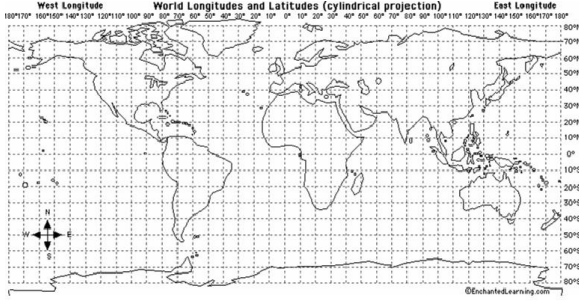 West Longitude World Longitudes and Latitudes (cylindrical projection) East Longitude
180°170° 150°140° 130°120° 110°100° 90° 80° 70° 60° 50° 40° 30° 20° 10° 0° 10° 20° 30° 40° 50° 60° 70° 80° 90° 100°110° 120°130° 140°150°160°170° 180°
80°N
70°N
60°N
50°N
40°N
30°N
20°N
10°N
0°
10°S
20°S
30°S
40°S
50°S
60°S
70°S
80°S
N
W E
S
©EnchantedLearning.com